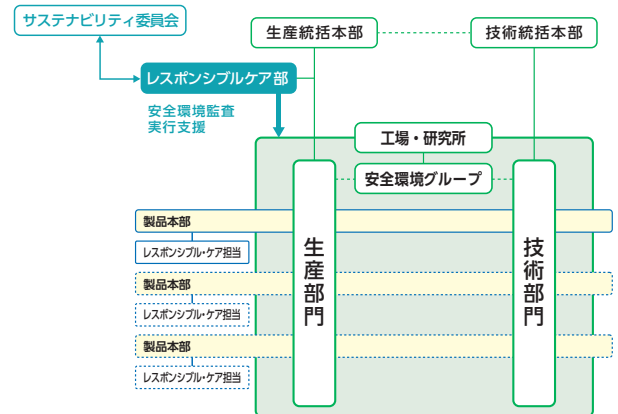 サステナビリティ委員会
生産統括本部
技術統括本部
レスポンシブルケア部
安全環境監査
実行支援
工場・研究所
安全環境グループ
生産部門
技術部門
製品本部
レスポンシブル・ケア担当
製品本部
レスポンシブル・ケア担当
製品本部
レスポンシブル・ケア担当